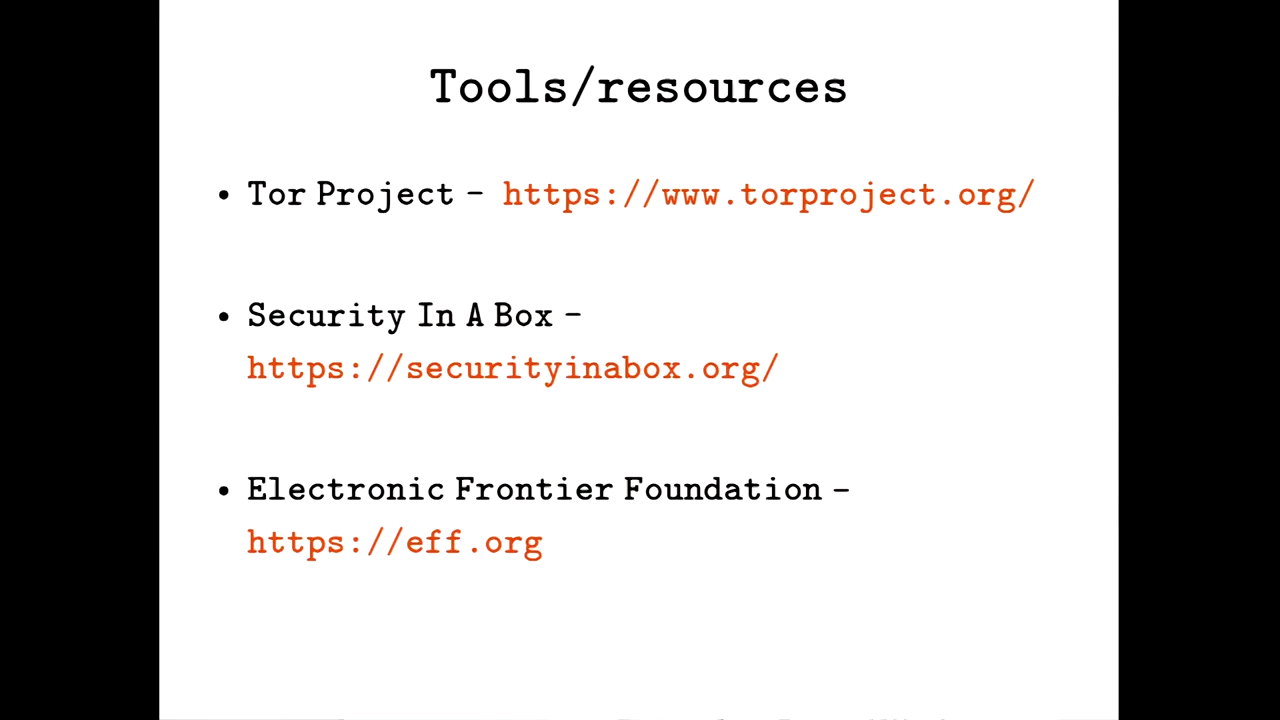 Tools/resources
• Tor Project – https://www.torproject.org/
• Security In A Box –
https://securityinabox.org/
• Electronic Frontier Foundation –
https://eff.org